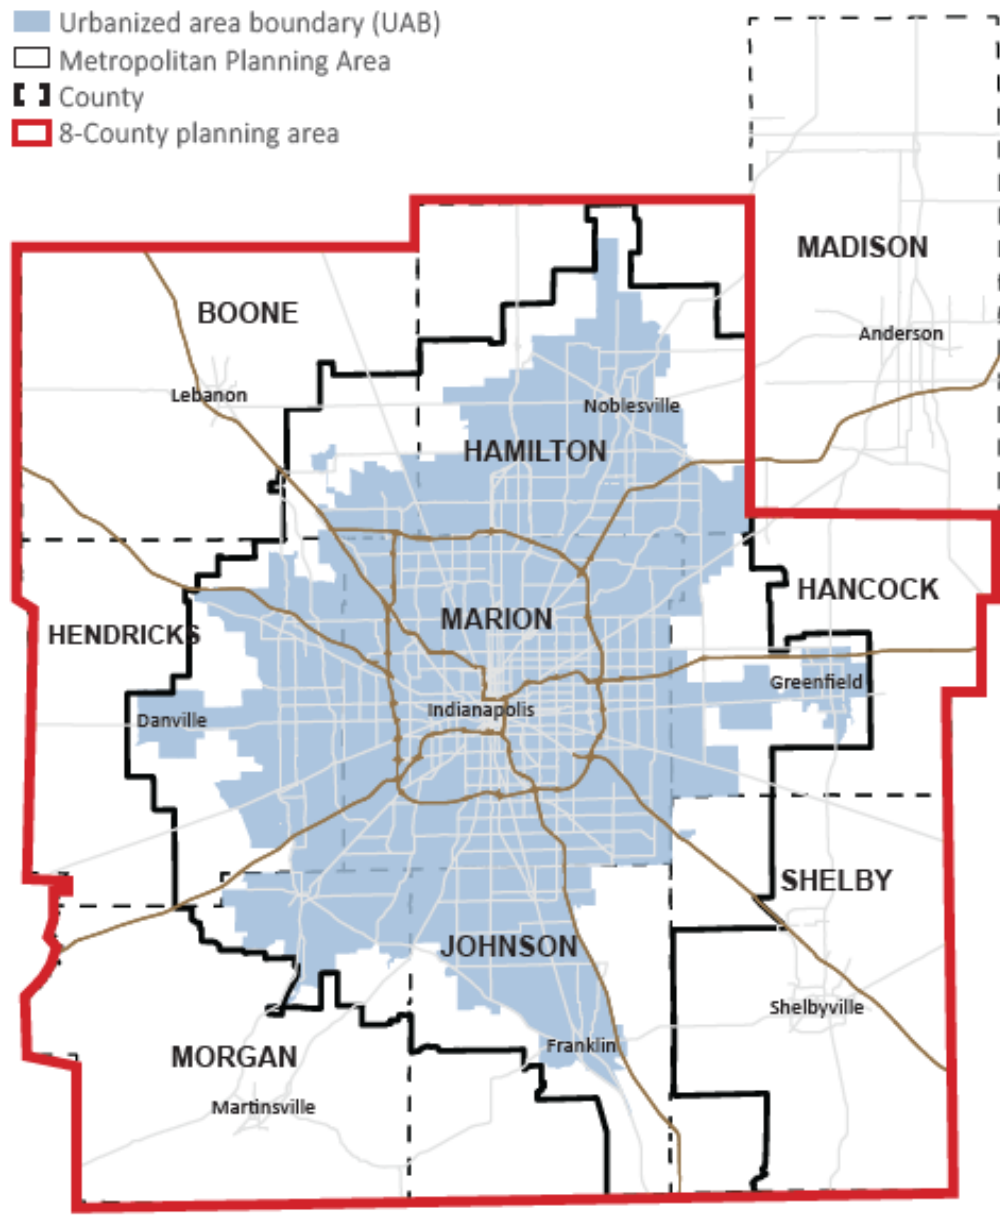 Urbanized area boundary (UAB)
Metropolitan Planning Area
County
8-County planning area
MADISON
BOONE
Anderson
Lebanon
Noblesville
HAMILTON
HANCOCK
MARION
HENDRICKS
Greenfield
Indianapolis
Danville
SHELBY
JOHNSON
Shelbyville
Franklin
MORGAN
Martinsville